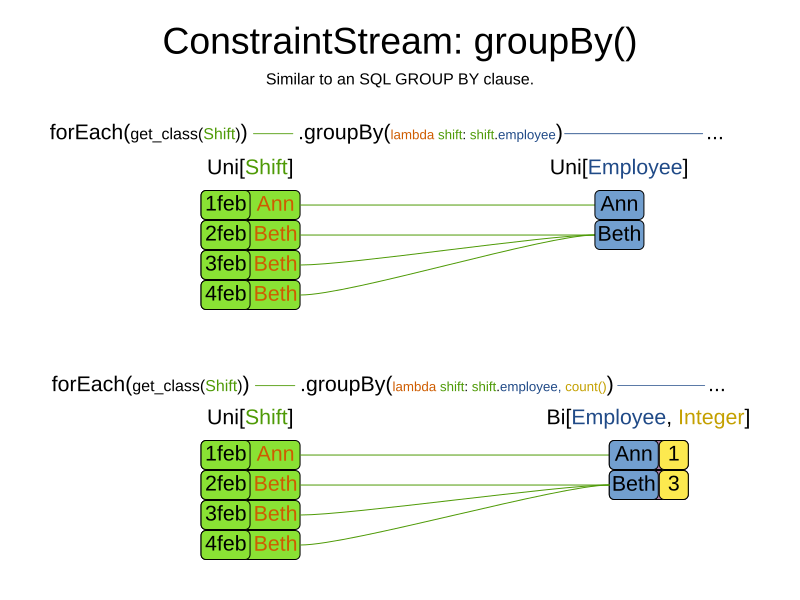 ConstraintStream: groupBy()
Similar to an SQL GROUP BY clause.
forEach(get_class(Shift)) .groupBy(lambda shift: shift.employee) ...
Uni[Shift] Uni[Employee]
1feb Ann Ann
2feb Beth Beth
3feb Beth
4feb Beth
forEach(get_class(Shift)) .groupBy(lambda shift: shift.employee, count()) ...
Uni[Shift] Bi[Employee, Integer]
1feb Ann Ann 1
2feb Beth Beth 3
3feb Beth
4feb Beth